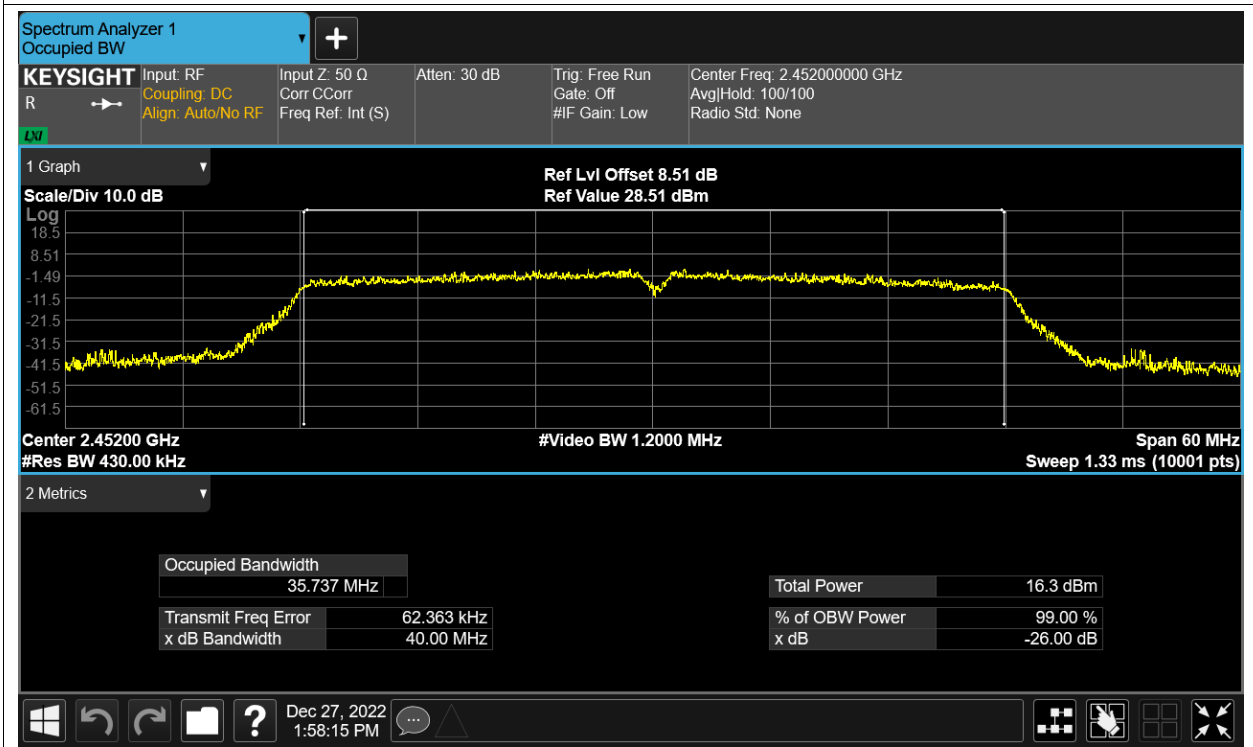 Spectrum Analyzer 1
Occupied BW
KEYSIGHT
R
LXI
Input: RF
Coupling: DC
Align: Auto/No RF
Input Z: 50 Ω
Corr CCorr
Freq Ref: Int (S)
Atten: 30 dB
Trig: Free Run
Gate: Off
#IF Gain: Low
Center Freq: 2.452000000 GHz
Avg|Hold: 100/100
Radio Std: None
1 Graph
Scale/Div 10.0 dB
Ref Lvl Offset 8.51 dB
Ref Value 28.51 dBm
Log
18.5
8.51
-1.49
-11.5
-21.5
-31.5
-41.5
-51.5
-61.5
Center 2.45200 GHz
#Video BW 1.2000 MHz
Span 60 MHz
#Res BW 430.00 kHz
Sweep 1.33 ms (10001 pts)
2 Metrics
Occupied Bandwidth
35.737 MHz
Total Power 16.3 dBm
Transmit Freq Error 62.363 kHz
% of OBW Power 99.00 %
x dB Bandwidth 40.00 MHz
x dB -26.00 dB
?
Dec 27, 2022
1:58:15 PM